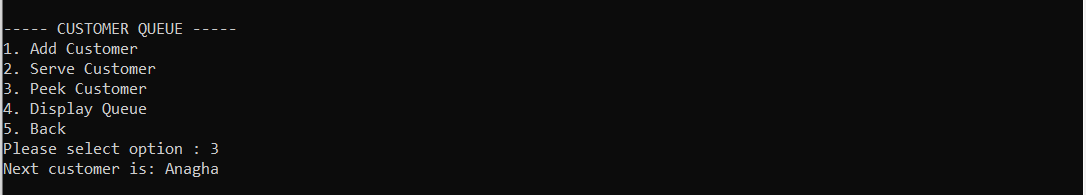 ----- CUSTOMER QUEUE -----
1. Add Customer
2. Serve Customer
3. Peek Customer
4. Display Queue
5. Back
Please select option : 3
Next customer is: Anagha